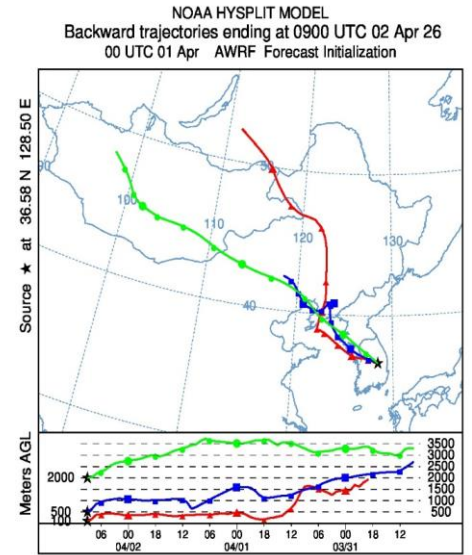 NOAA HYSPLIT MODEL
Backward trajectories ending at 0900 UTC 02 Apr 26
00 UTC 01 Apr AWRF Forecast Initialization
Source ★ at 36.58 N 128.50 E
50
100
110
120
130
40
Meters AGL
2000
500
100
3500
3000
2500
2000
1500
1000
500
06 00 18 12 06 00 18 12 06 00 18 12
04/02 04/01 03/31